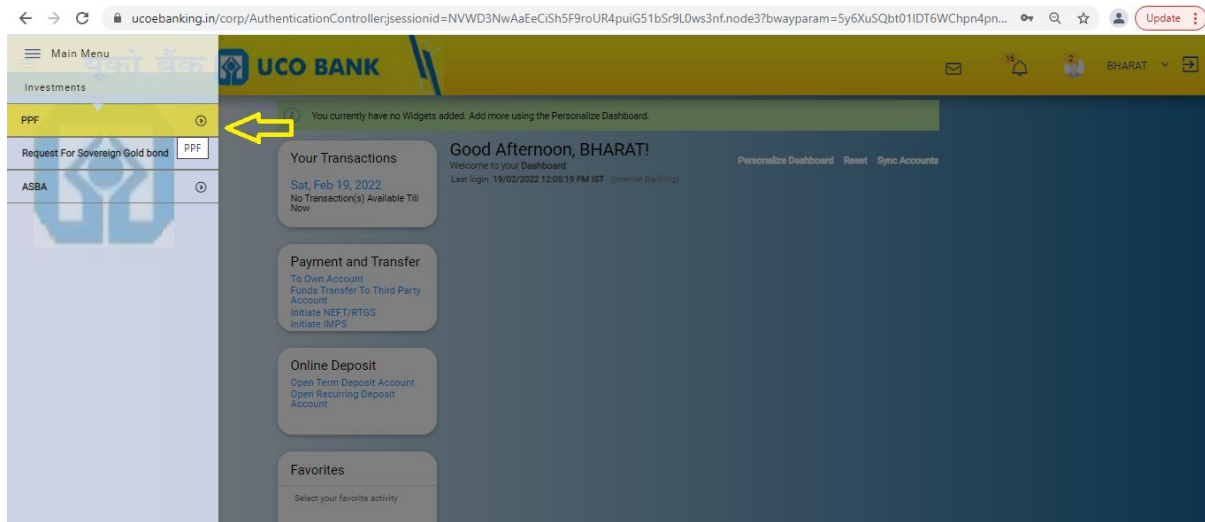 ucoebanking.in/corp/AuthenticationController;jsessionid=NVWD3NwAaEeCiSh5F9roUR4puiG51bSr9L0ws3nf.node3?bwayparam=5y6XuSQbt01lDT6WChpn4pn...
Update
Main Menu
यूको बैंक
UCO BANK
16
2
BHARAT
Investments
PPF
PPF
Request For Sovereign Gold bond
ASBA
You currently have no Widgets added. Add more using the Personalize Dashboard.
Your Transactions
Sat, Feb 19, 2022
No Transaction(s) Available Till
Now
Good Afternoon, BHARAT!
Welcome to your Dashboard
Last login 19/02/2022 12:05:19 PM IST (Internet Banking)
Personalize Dashboard Reset Sync Accounts
Payment and Transfer
To Own Account
Funds Transfer To Third Party
Account
Initiate NEFT/RTGS
Initiate IMPS
Online Deposit
Open Term Deposit Account
Open Recurring Deposit
Account
Favorites
Select your favorite activity